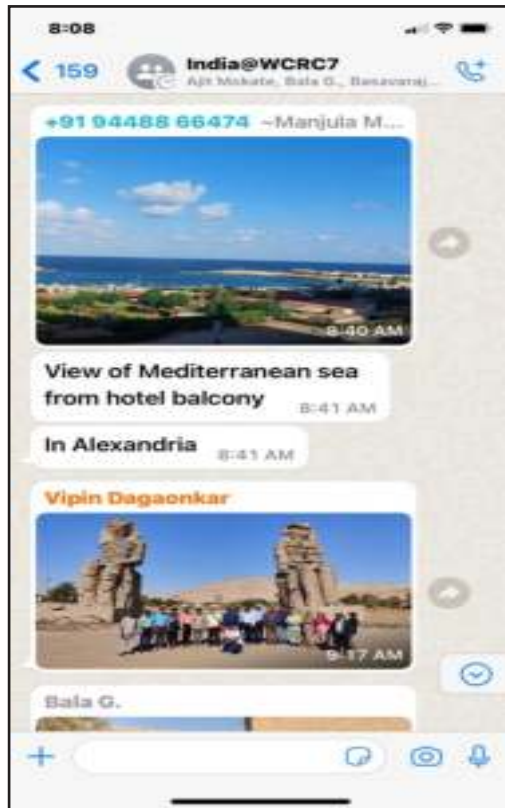 8:08
159
India@WCRC7
Ajit Mokate, Bala G., Basavaraj...
+91 94488 66474 ~Manjula M...
8:40 AM
View of Mediterranean sea
from hotel balcony 8:41 AM
In Alexandria 8:41 AM
Vipin Dagaonkar
9:17 AM
Bala G.